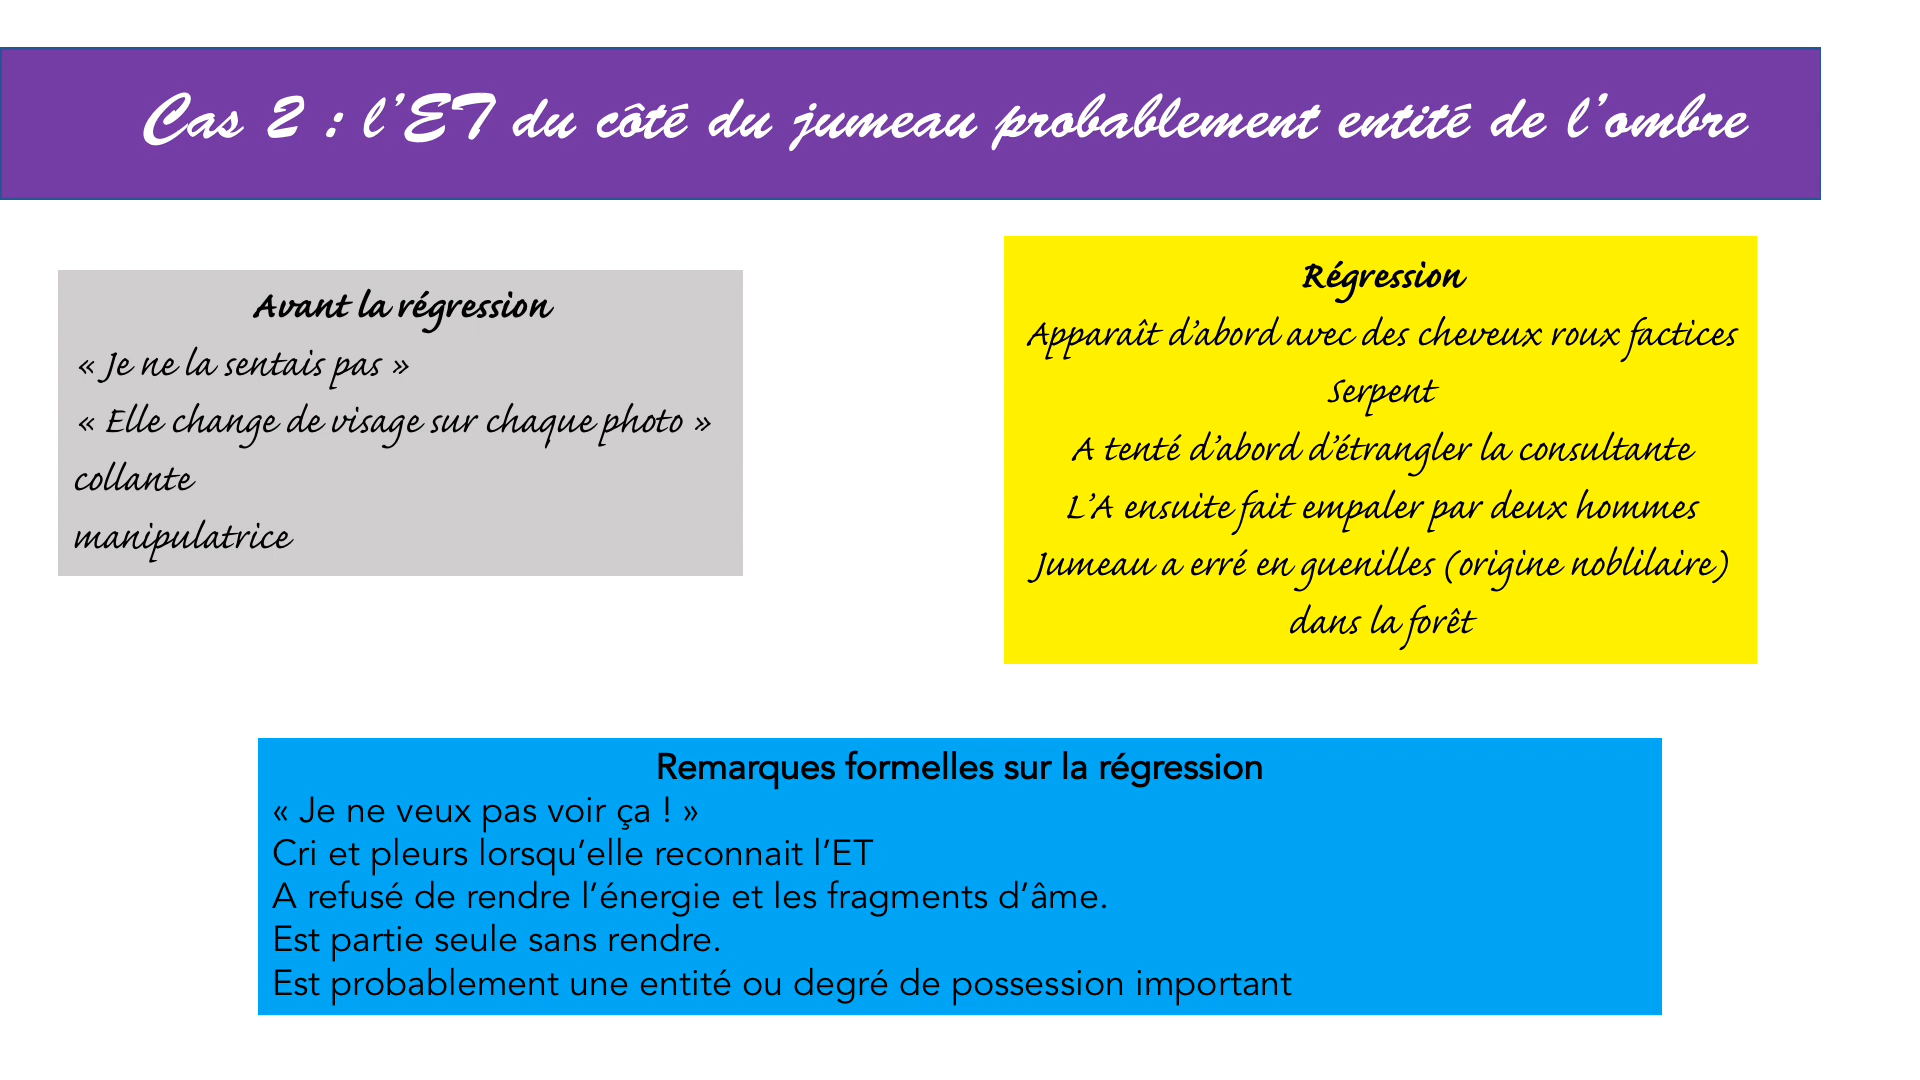 Cas 2 : l’ET du côté du jumeau probablement entité de l’ombre
Avant la régression
« Je ne la sentais pas »
« Elle change de visage sur chaque photo »
collante
manipulatrice
Régression
Apparaît d’abord avec des cheveux roux factices
Serpent
A tenté d’abord d’étrangler la consultante
L’A ensuite fait empaler par deux hommes
Jumeau a erré en guenilles (origine noblilaire)
dans la forêt
Remarques formelles sur la régression
« Je ne veux pas voir ça ! »
Cri et pleurs lorsqu’elle reconnait l’ET
A refusé de rendre l’énergie et les fragments d’âme.
Est partie seule sans rendre.
Est probablement une entité ou degré de possession important